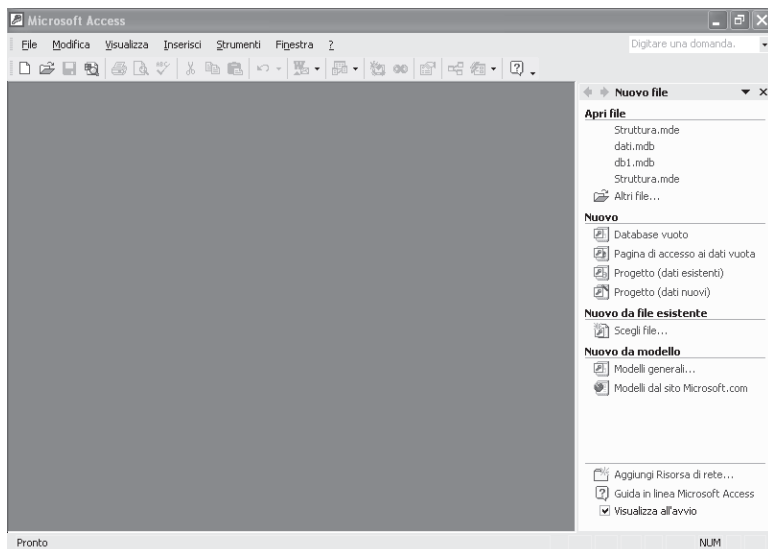 Microsoft Access
File Modifica Visualizza Inserisci Strumenti Finestra ?
Digitare una domanda.
Nuovo file
Apri file
Struttura.mde
dati.mdb
db1.mdb
Struttura.mde
Altri file...
Nuovo
Database vuoto
Pagina di accesso ai dati vuota
Progetto (dati esistenti)
Progetto (dati nuovi)
Nuovo da file esistente
Scegli file...
Nuovo da modello
Modelli generali...
Modelli dal sito Microsoft.com
Aggiungi Risorsa di rete...
Guida in linea Microsoft Access
Visualizza all'avvio
Pronto
NUM